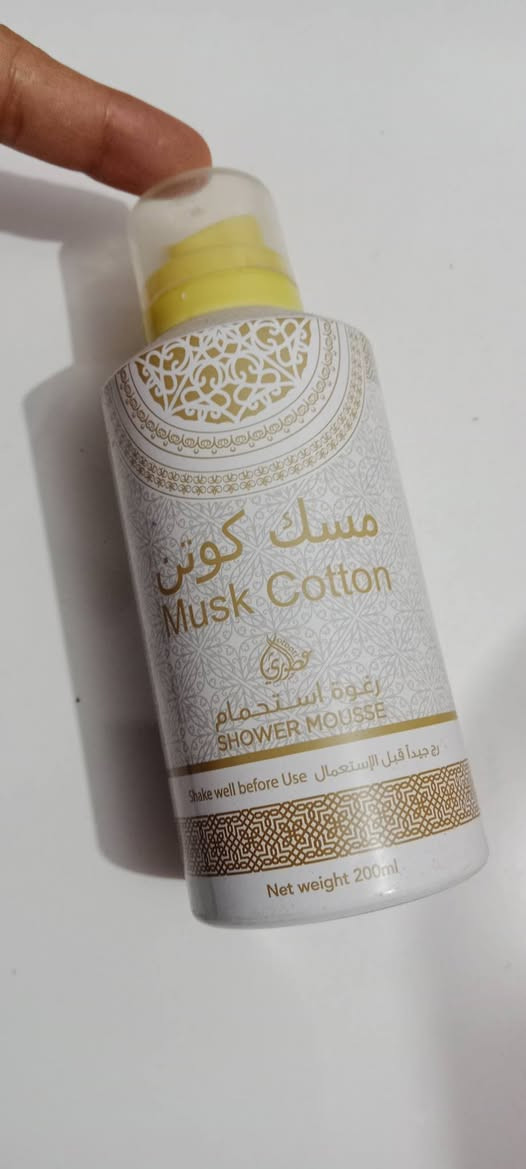 مسك كوتن
Musk Cotton
عطوري
رغوة استحمام
SHOWER MOUSSE
Shake well before Use رج جيداً قبل الإستعمال
Net weight 200ml